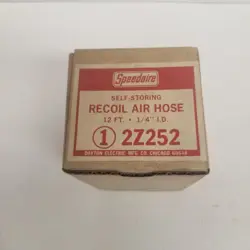 Speedaire
SELF-STORING
RECOIL AIR HOSE
12 FT. • 1/4" I.D.
1 2Z252
DAYTON ELECTRIC MFG. CO. CHICAGO 60648